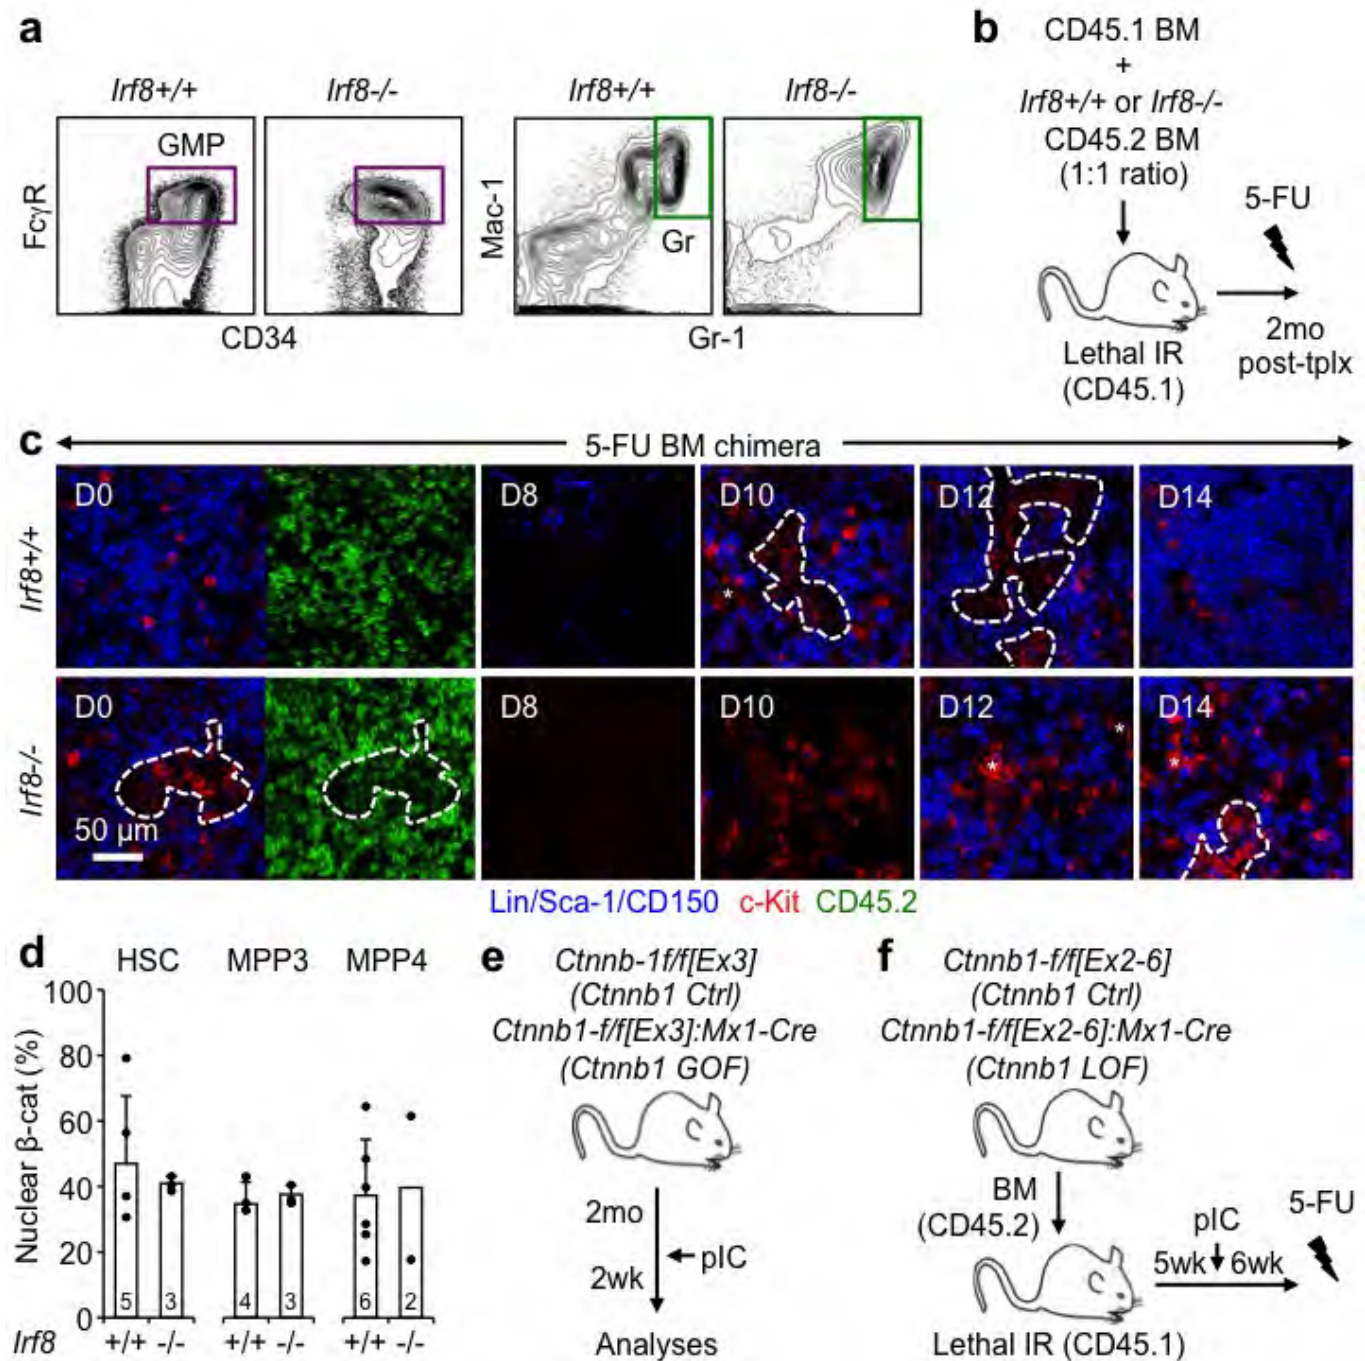 a
Irf8+/+
Irf8-/-
Irf8+/+
Irf8-/-
GMP
FcγR
CD34
Mac-1
Gr
Gr-1
b
CD45.1 BM
+
Irf8+/+ or Irf8-/-
CD45.2 BM
(1:1 ratio)
5-FU
2mo
post-tplx
Lethal IR
(CD45.1)
c
5-FU BM chimera
Irf8+/+
D0
D8
D10
*
D12
D14
Irf8-/-
D0
50 µm
D8
D10
D12
*
*
D14
*
Lin/Sca-1/CD150 c-Kit CD45.2
d
HSC MPP3 MPP4
Nuclear β-cat (%)
100
80
60
40
20
0
5 3 4 3 6 2
Irf8 +/+ -/- +/+ -/- +/+ -/-
e
Ctnnb-1f/f[Ex3]
(Ctnnb1 Ctrl)
Ctnnb1-f/f[Ex3]:Mx1-Cre
(Ctnnb1 GOF)
2mo
pIC
2wk
Analyses
f
Ctnnb1-f/f[Ex2-6]
(Ctnnb1 Ctrl)
Ctnnb1-f/f[Ex2-6]:Mx1-Cre
(Ctnnb1 LOF)
BM
(CD45.2)
pIC
5wk 6wk
5-FU
Lethal IR (CD45.1)